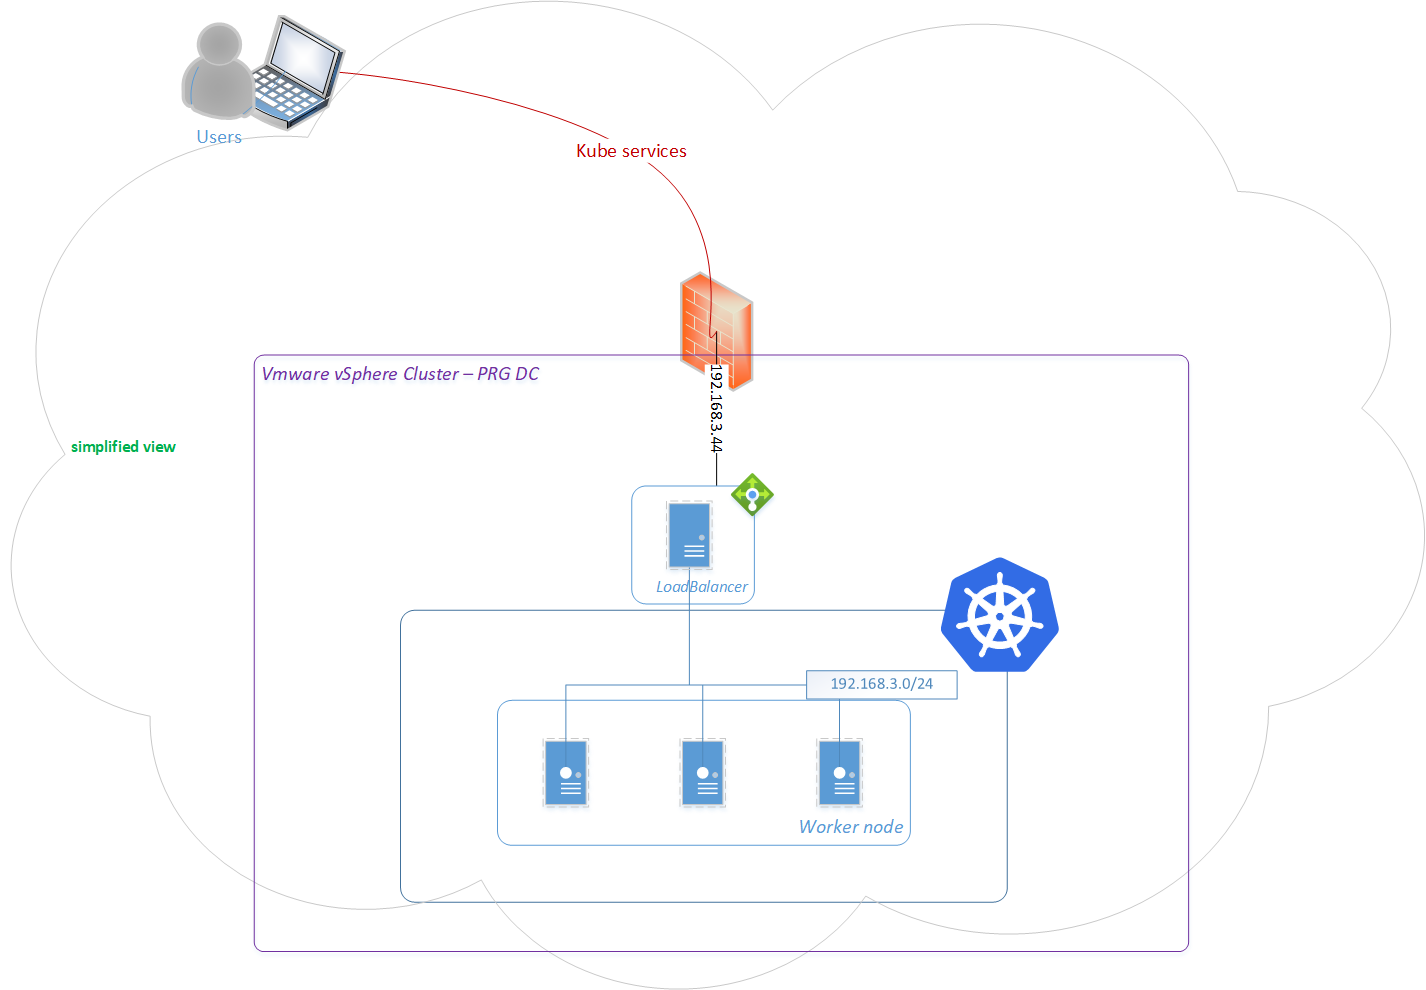 Users
Kube services
Vmware vSphere Cluster – PRG DC
192.168.3.44
simplified view
LoadBalancer
192.168.3.0/24
Worker node